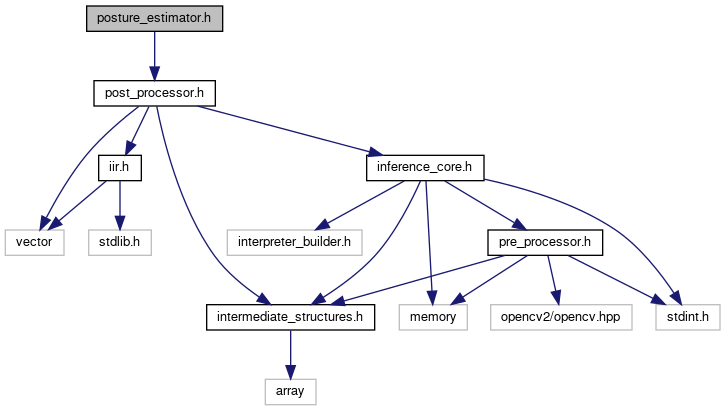 posture_estimator.h
post_processor.h
iir.h
inference_core.h
vector
stdlib.h
interpreter_builder.h
pre_processor.h
intermediate_structures.h
memory
opencv2/opencv.hpp
stdint.h
array